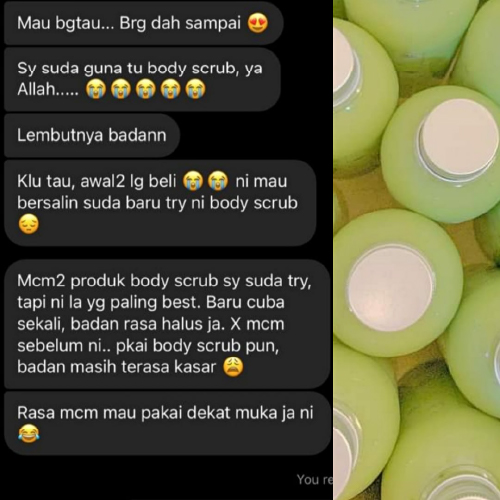 Mau bgtau... Brg dah sampai 😍
Sy suda guna tu body scrub, ya
Allah..... 😭😭😭😭😭
Lembutnya badann
Klu tau, awal2 lg beli 😭😭 ni mau
bersalin suda baru try ni body scrub
😔
Mcm2 produk body scrub sy suda try,
tapi ni la yg paling best. Baru cuba
sekali, badan rasa halus ja. X mcm
sebelum ni.. pkai body scrub pun,
badan masih terasa kasar 😩
Rasa mcm mau pakai dekat muka ja ni
😂
You re